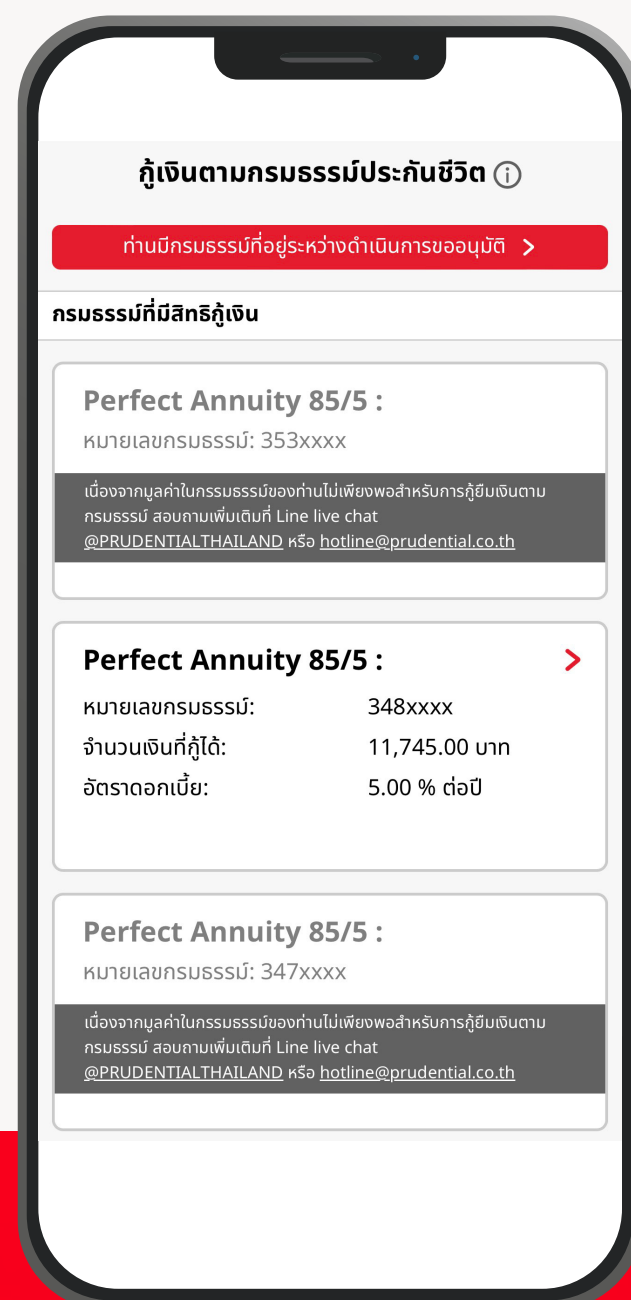 กู้เงินตามกรมธรรม์ประกันชีวิต
ท่านมีกรมธรรม์ที่อยู่ระหว่างดำเนินการขออนุมัติ >
กรมธรรม์ที่มีสิทธิกู้เงิน
Perfect Annuity 85/5 :
หมายเลขกรมธรรม์: 353xxxx
เนื่องจากมูลค่าในกรรมธรรม์ของท่านไม่เพียงพอสำหรับการกู้ยืมเงินตาม
กรมธรรม์ สอบถามเพิ่มเติมที่ Line live chat
@PRUDENTIALTHAILAND หรือ hotline@prudential.co.th
Perfect Annuity 85/5 : >
หมายเลขกรมธรรม์: 348xxxx
จำนวนเงินที่กู้ได้: 11,745.00 บาท
อัตราดอกเบี้ย: 5.00 % ต่อปี
Perfect Annuity 85/5 :
หมายเลขกรมธรรม์: 347xxxx
เนื่องจากมูลค่าในกรรมธรรม์ของท่านไม่เพียงพอสำหรับการกู้ยืมเงินตาม
กรมธรรม์ สอบถามเพิ่มเติมที่ Line live chat
@PRUDENTIALTHAILAND หรือ hotline@prudential.co.th